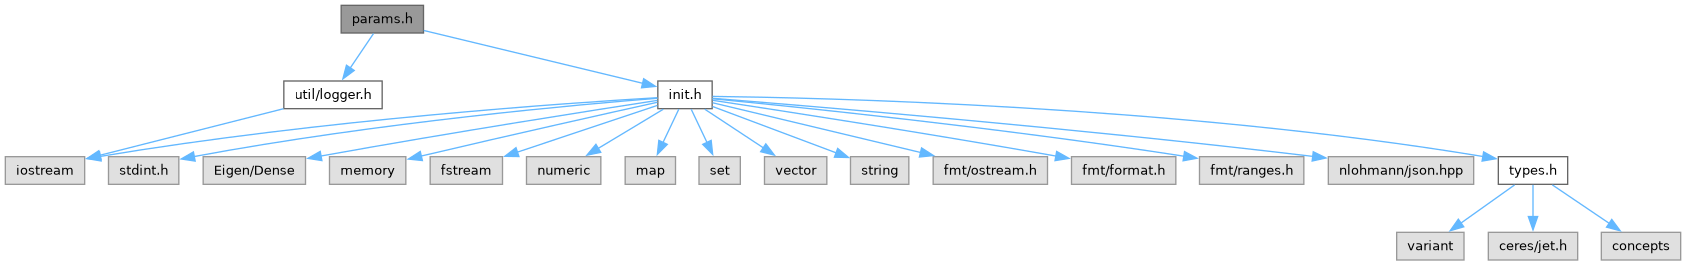 params.h
util/logger.h
init.h
iostream
stdint.h
Eigen/Dense
memory
fstream
numeric
map
set
vector
string
fmt/ostream.h
fmt/format.h
fmt/ranges.h
nlohmann/json.hpp
types.h
variant
ceres/jet.h
concepts